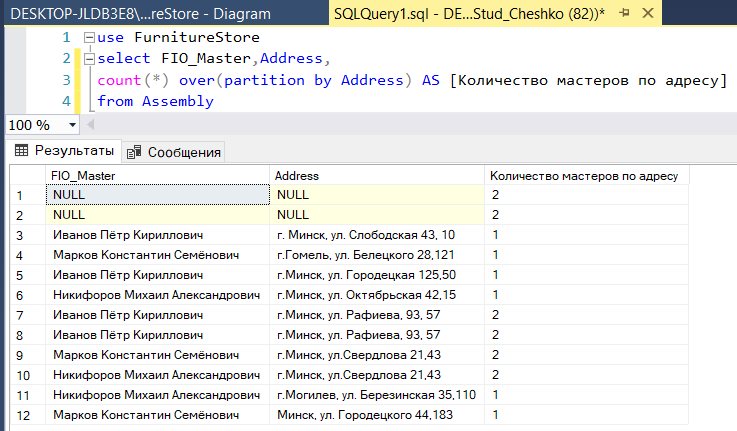 DESKTOP-JLDB3E8\...reStore - Diagram SQLQuery1.sql - DE...Stud_Cheshko (82))*
1 use FurnitureStore
2 select FIO_Master,Address,
3 count(*) over(partition by Address) AS [Количество мастеров по адресу]
4 from Assembly
100 %
Результаты Сообщения
FIO_Master Address Количество мастеров по адресу
1 NULL NULL 2
2 NULL NULL 2
3 Иванов Пётр Кириллович г. Минск, ул. Слободская 43, 10 1
4 Марков Константин Семёнович г.Гомель, ул. Белецкого 28,121 1
5 Иванов Пётр Кириллович г.Минск, ул. Городецкая 125,50 1
6 Никифоров Михаил Александрович г.Минск, ул. Октябрьская 42,15 1
7 Иванов Пётр Кириллович г.Минск, ул. Рафиева, 93, 57 2
8 Иванов Пётр Кириллович г.Минск, ул. Рафиева, 93, 57 2
9 Марков Константин Семёнович г.Минск, ул.Свердлова 21,43 2
10 Никифоров Михаил Александрович г.Минск, ул.Свердлова 21,43 2
11 Никифоров Михаил Александрович г.Могилев, ул. Березинская 35,110 1
12 Марков Константин Семёнович Минск, ул. Городецкого 44,183 1